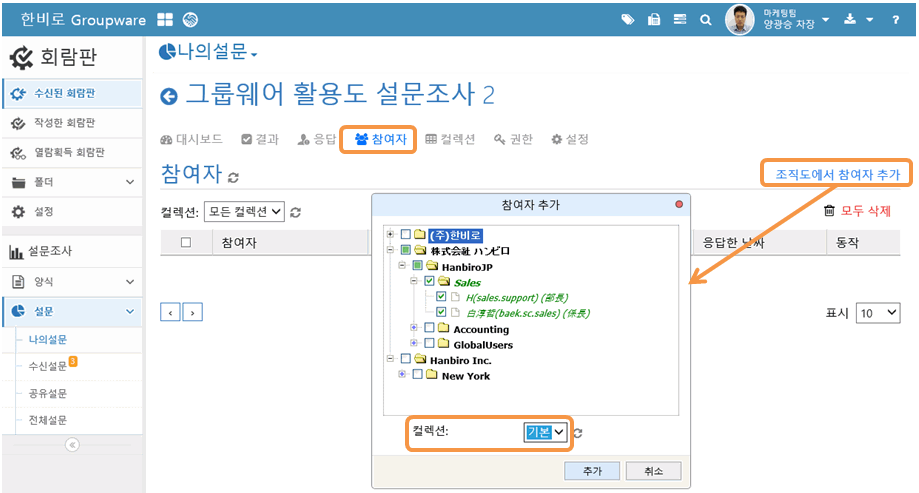 한비로 Groupware
마케팅팀
양광승 차장
?
회람판
수신된 회람판
작성한 회람판
열람획득 회람판
폴더
설정
설문조사
양식
설문
나의설문
수신설문 3
공유설문
전체설문
나의설문
그룹웨어 활용도 설문조사 2
대시보드 결과 응답 참여자 컬렉션 권한 설정
참여자
조직도에서 참여자 추가
컬렉션: 모든 컬렉션
모두 삭제
참여자 응답한 날짜 동작
‹ ›
표시 10
참여자 추가
(주)한비로
株式会社 ハンビロ
HanbiroJP
Sales
H(sales.support) (部長)
白淳哲(baek.sc.sales) (係長)
Accounting
GlobalUsers
Hanbiro Inc.
New York
컬렉션: 기본
추가 취소